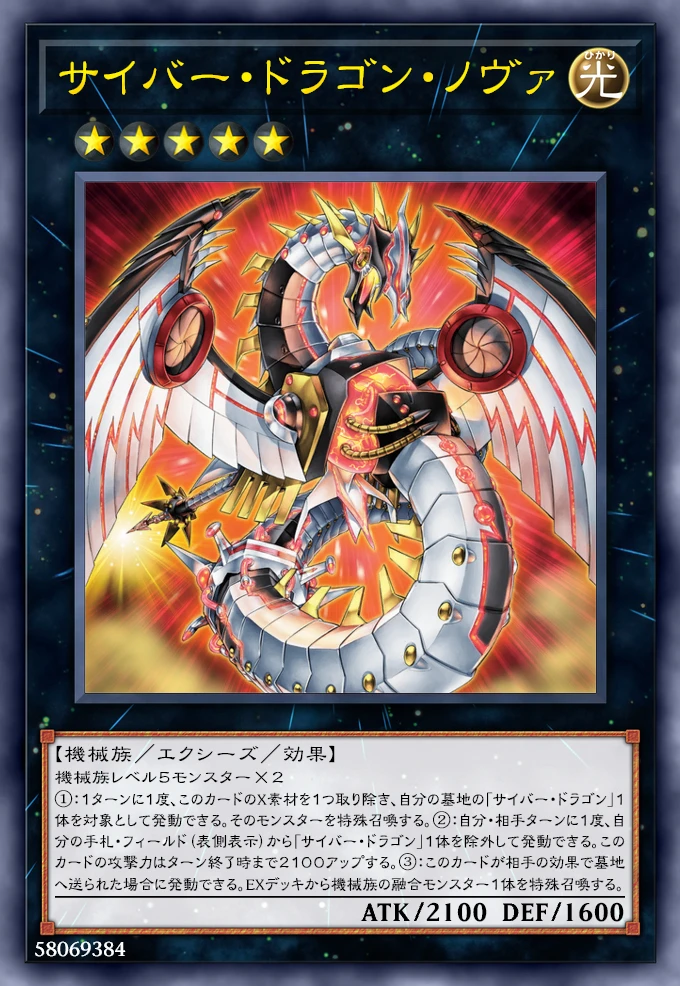 サイバー・ドラゴン・ノヴァ
ひかり
光
【機械族／エクシーズ／効果】
機械族レベル5モンスター×2
①：1ターンに1度、このカードのX素材を1つ取り除き、自分の墓地の「サイバー・ドラゴン」1
体を対象として発動できる。そのモンスターを特殊召喚する。②：自分・相手ターンに1度、自
分の手札・フィールド(表側表示)から「サイバー・ドラゴン」1体を除外して発動できる。この
カードの攻撃力はターン終了時まで2100アップする。③：このカードが相手の効果で墓地
へ送られた場合に発動できる。EXデッキから機械族の融合モンスター1体を特殊召喚する。
ATK/2100 DEF/1600
58069384